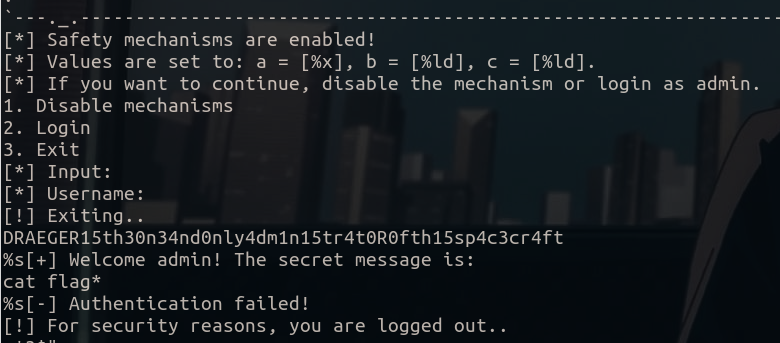 `---._.-----------------------------------------------------------------
[*] Safety mechanisms are enabled!
[*] Values are set to: a = [%x], b = [%ld], c = [%ld].
[*] If you want to continue, disable the mechanism or login as admin.
1. Disable mechanisms
2. Login
3. Exit
[*] Input:
[*] Username:
[!] Exiting..
DRAEGER15th30n34nd0nly4dm1n15tr4t0R0fth15sp4c3cr4ft
%s[+] Welcome admin! The secret message is:
cat flag*
%s[-] Authentication failed!
[!] For security reasons, you are logged out..